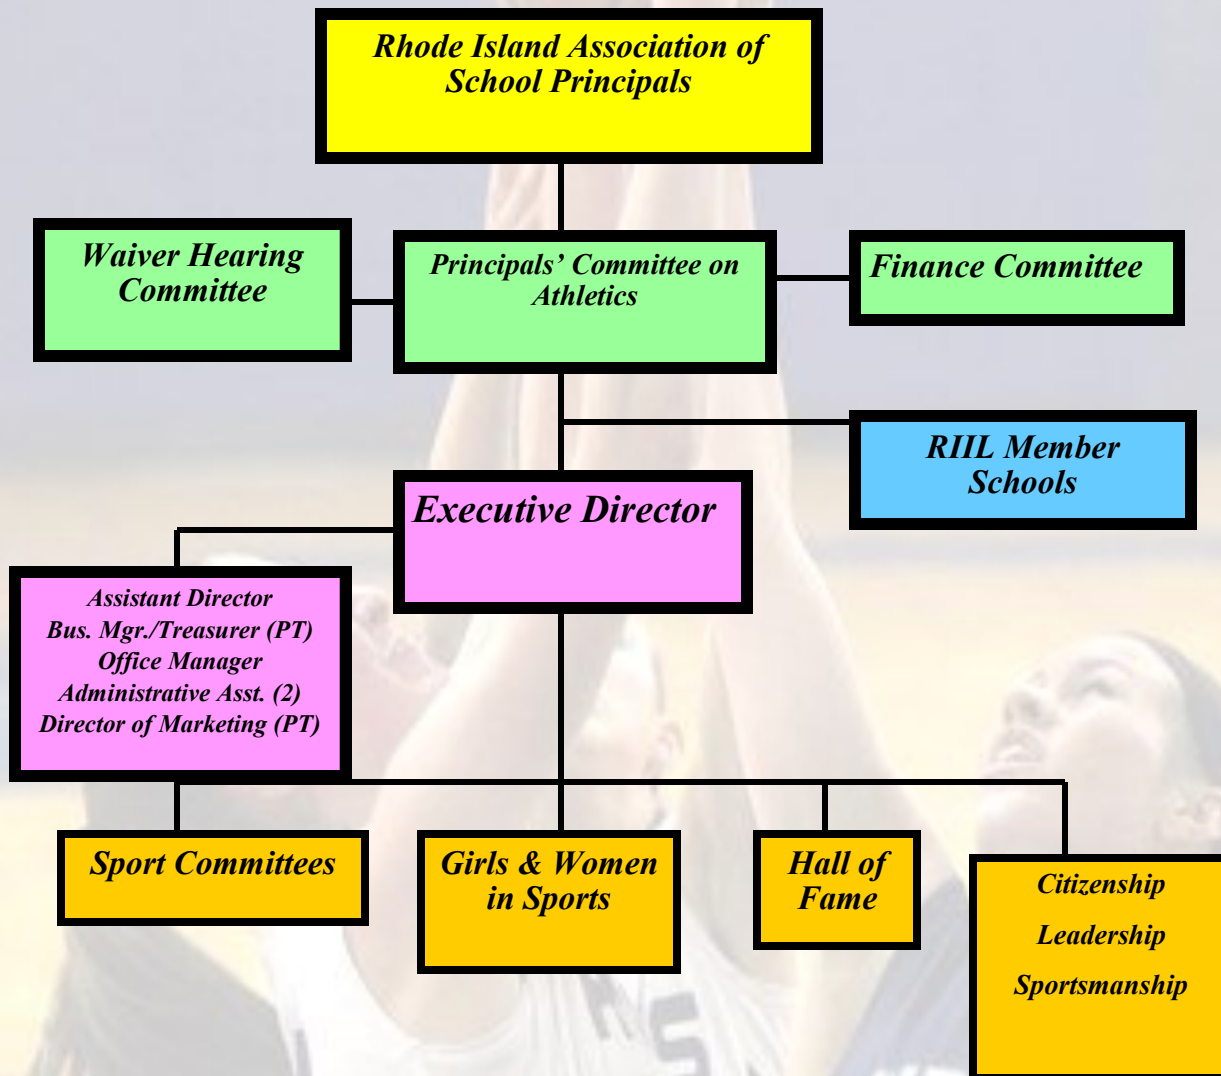 Rhode Island Association of
School Principals
Waiver Hearing
Committee
Principals’ Committee on
Athletics
Finance Committee
RIIL Member
Schools
Executive Director
Assistant Director
Bus. Mgr./Treasurer (PT)
Office Manager
Administrative Asst. (2)
Director of Marketing (PT)
Sport Committees
Girls & Women
in Sports
Hall of
Fame
Citizenship
Leadership
Sportsmanship